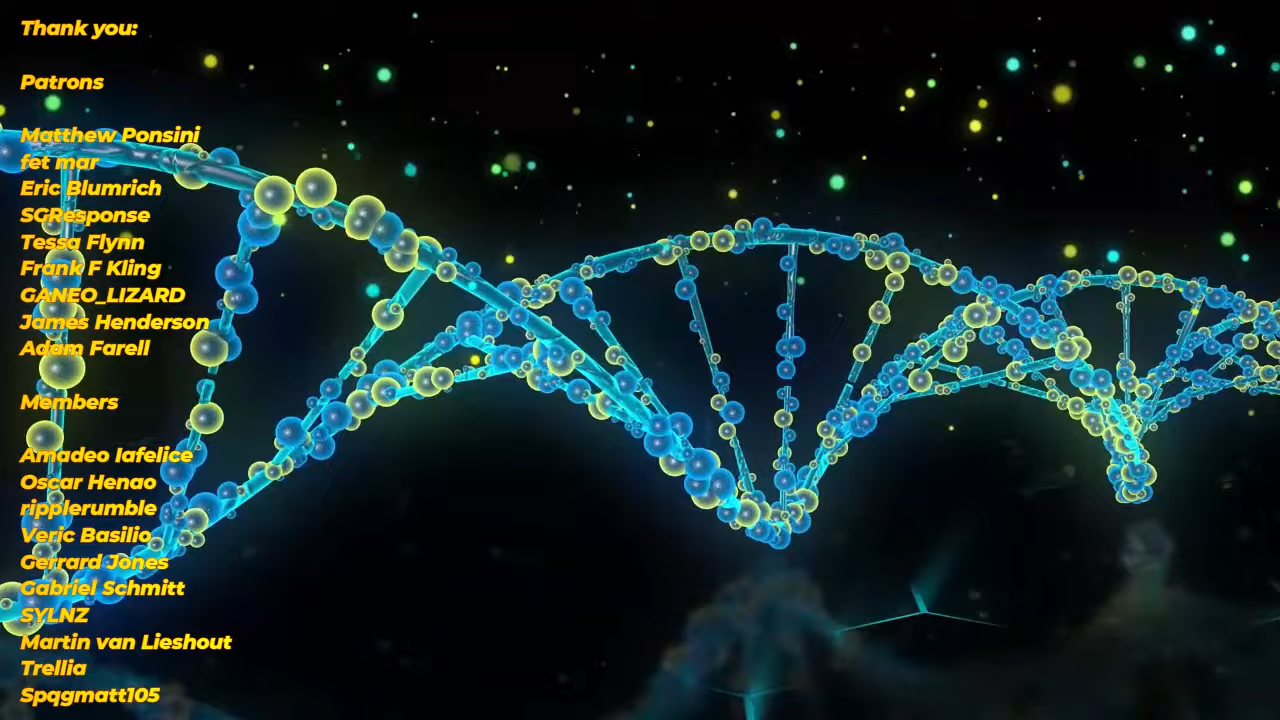 Thank you:
Patrons
Matthew Ponsini
fet mar
Eric Blumrich
SGResponse
Tessa Flynn
Frank F Kling
GANEO_LIZARD
James Henderson
Adam Farell
Members
Amadeo Iafelice
Oscar Henao
ripplerumble
Veric Basilio
Gerrard Jones
Gabriel Schmitt
SYLNZ
Martin van Lieshout
Trellia
Spqgmatt105